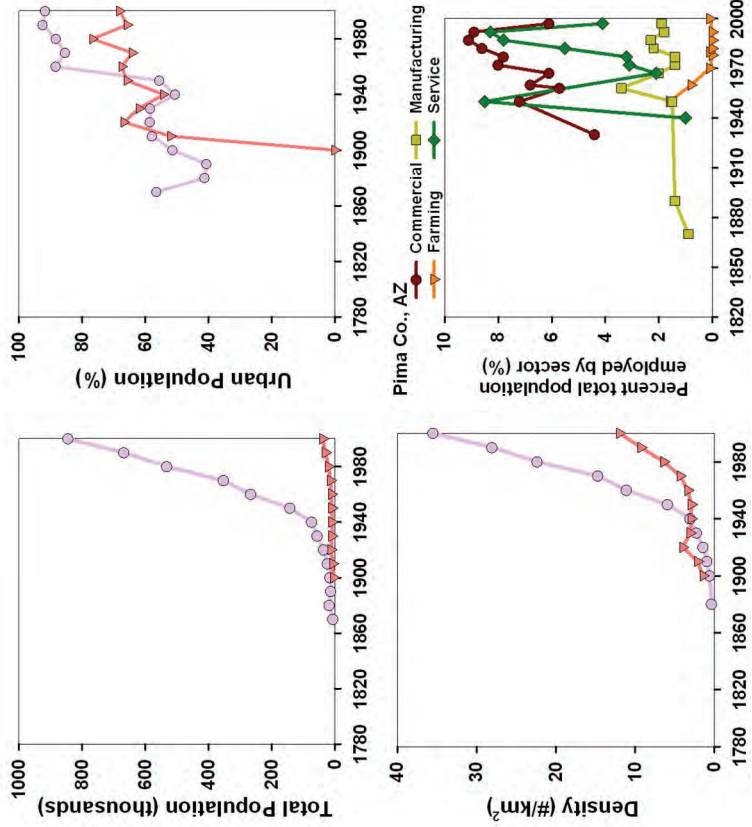 Urban Population (%)
100
80
60
40
20
0
1780 1820 1860 1900 1940 1980
Pima Co., AZ
Commercial Manufacturing
Farming Service
Percent total population
employed by sector (%)
10
8
6
4
2
0
1820 1850 1880 1910 1940 1970 2000
Total Population (thousands)
1000
800
600
400
200
0
1780 1820 1860 1900 1940 1980
Density (#/km²)
40
30
20
10
0
1780 1820 1860 1900 1940 1980